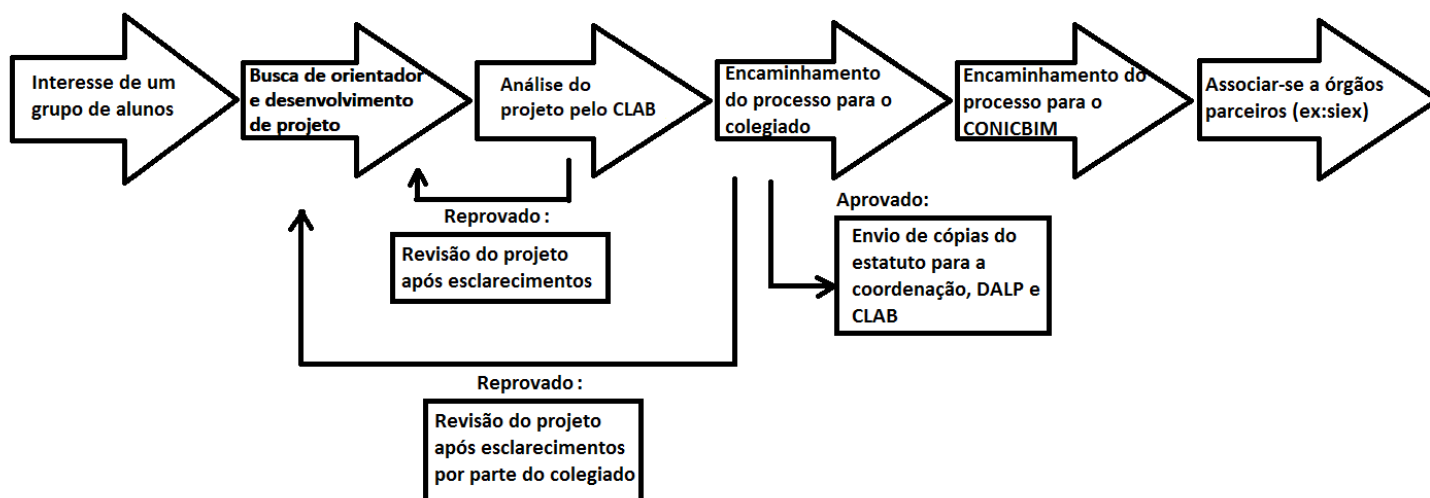 Interesse de um
grupo de alunos
Busca de orientador
e desenvolvimento
de projeto
Análise do
projeto pelo CLAB
Encaminhamento
do processo para o
colegiado
Encaminhamento do
processo para o
CONICBIM
Associar-se a órgãos
parceiros (ex:siex)
Reprovado :
Revisão do projeto
após esclarecimentos
Aprovado:
Envio de cópias do
estatuto para a
coordenação, DALP e
CLAB
Reprovado :
Revisão do projeto
após esclarecimentos
por parte do colegiado